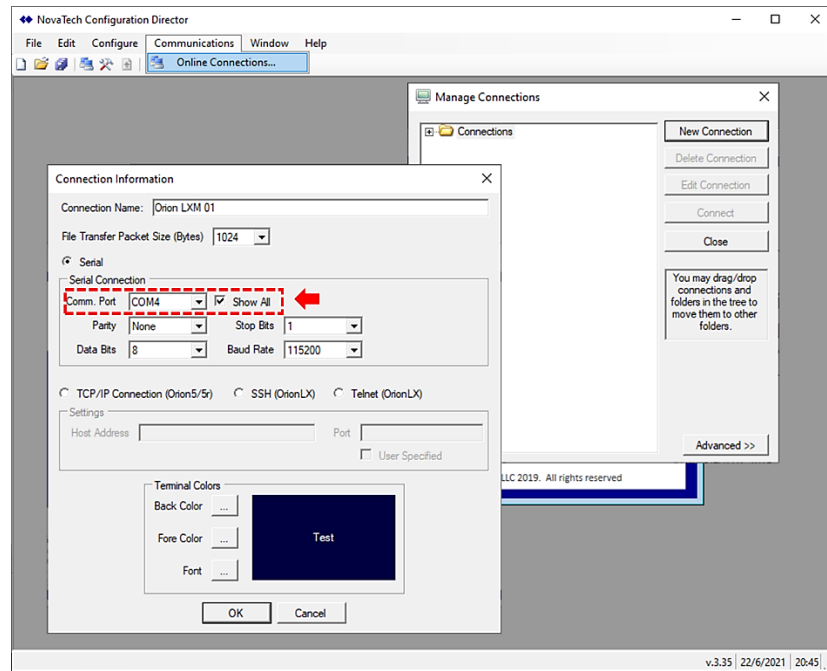 NovaTech Configuration Director
File Edit Configure Communications Window Help
Online Connections...
Manage Connections
Connections
New Connection
Delete Connection
Edit Connection
Connect
Close
You may drag/drop
connections and
folders in the tree to
move them to other
folders.
Advanced >>
Connection Information
Connection Name: Orion LXM 01
File Transfer Packet Size (Bytes) 1024
Serial
Serial Connection
Comm. Port COM4 Show All
Parity None Stop Bits 1
Data Bits 8 Baud Rate 115200
TCP/IP Connection (Orion5/5r) SSH (OrionLX) Telnet (OrionLX)
Settings
Host Address Port
User Specified
Terminal Colors
Back Color ...
Fore Color ...
Font ...
Test
OK Cancel
LLC 2019. All rights reserved
v.3.35 22/6/2021 20:45